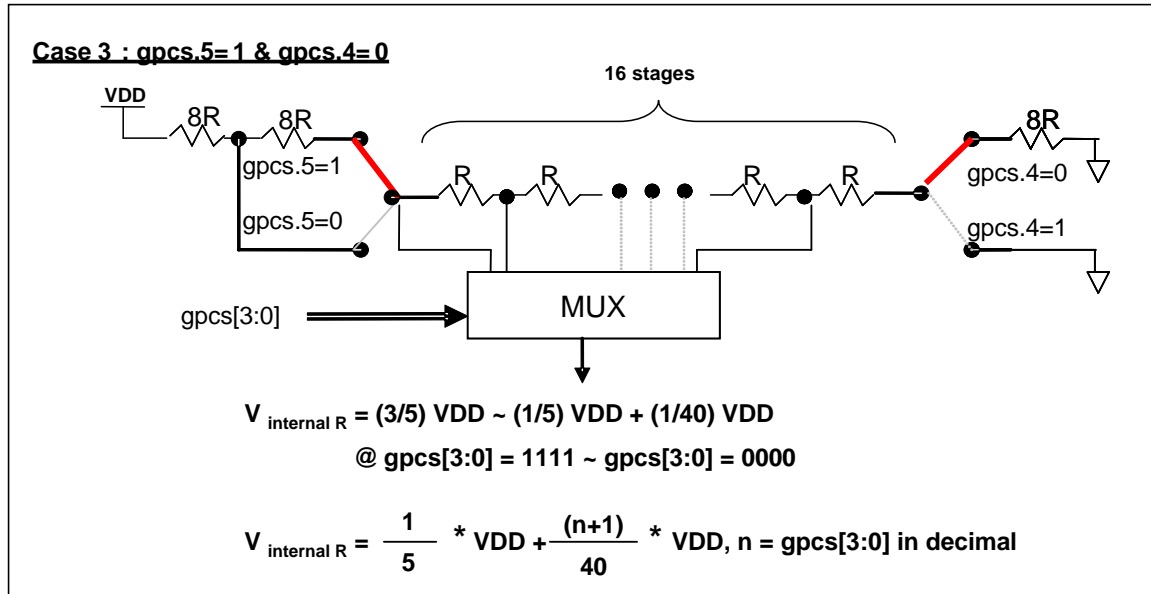 Case 3 : gpcs.5=1 & gpcs.4=0
16 stages
VDD
8R
8R
8R
gpcs.5=1
gpcs.4=0
R
R
R
R
gpcs.5=0
gpcs.4=1
MUX
gpcs[3:0]
V internal R = (3/5) VDD ~ (1/5) VDD + (1/40) VDD
@ gpcs[3:0] = 1111 ~ gpcs[3:0] = 0000
V internal R = 1/5 * VDD + (n+1)/40 * VDD, n = gpcs[3:0] in decimal